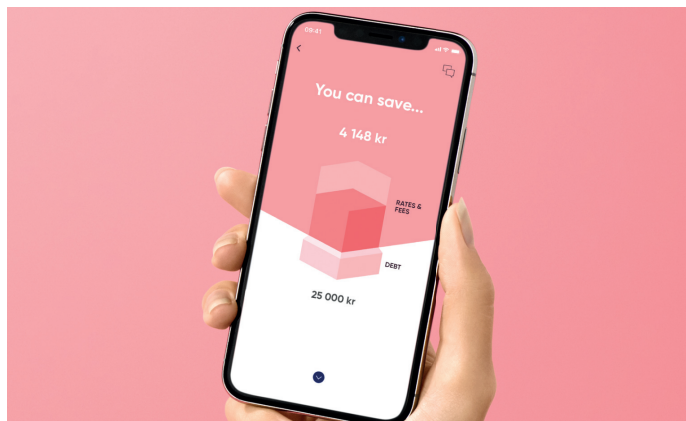 09:41
You can save...
4 148 kr
RATES &
FEES
DEBT
25 000 kr